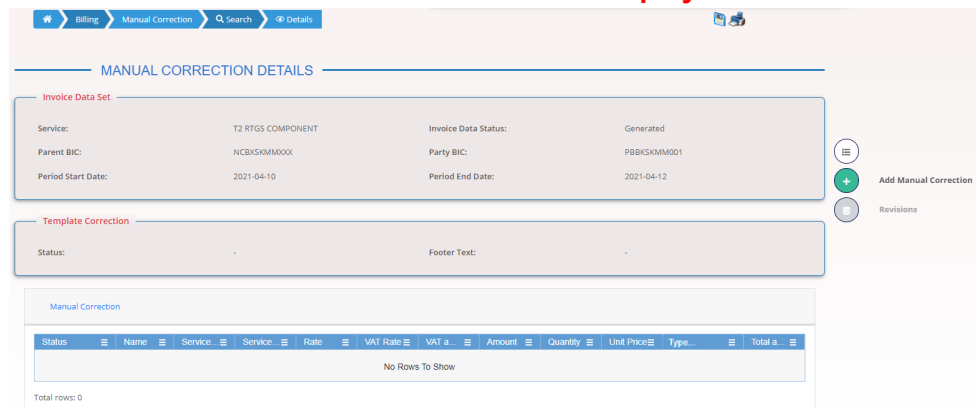 Billing Manual Correction Search Details
MANUAL CORRECTION DETAILS
Invoice Data Set
Service: T2 RTGS COMPONENT Invoice Data Status: Generated
Parent BIC: NCBXSKMMXXX Party BIC: PBBKSKMM001
Period Start Date: 2021-04-10 Period End Date: 2021-04-12
Add Manual Correction
Revisions
Template Correction
Status: - Footer Text: -
Manual Correction
Status Name Service... Service... Rate VAT Rate VAT a... Amount Quantity Unit Price Type... Total a...
No Rows To Show
Total rows: 0